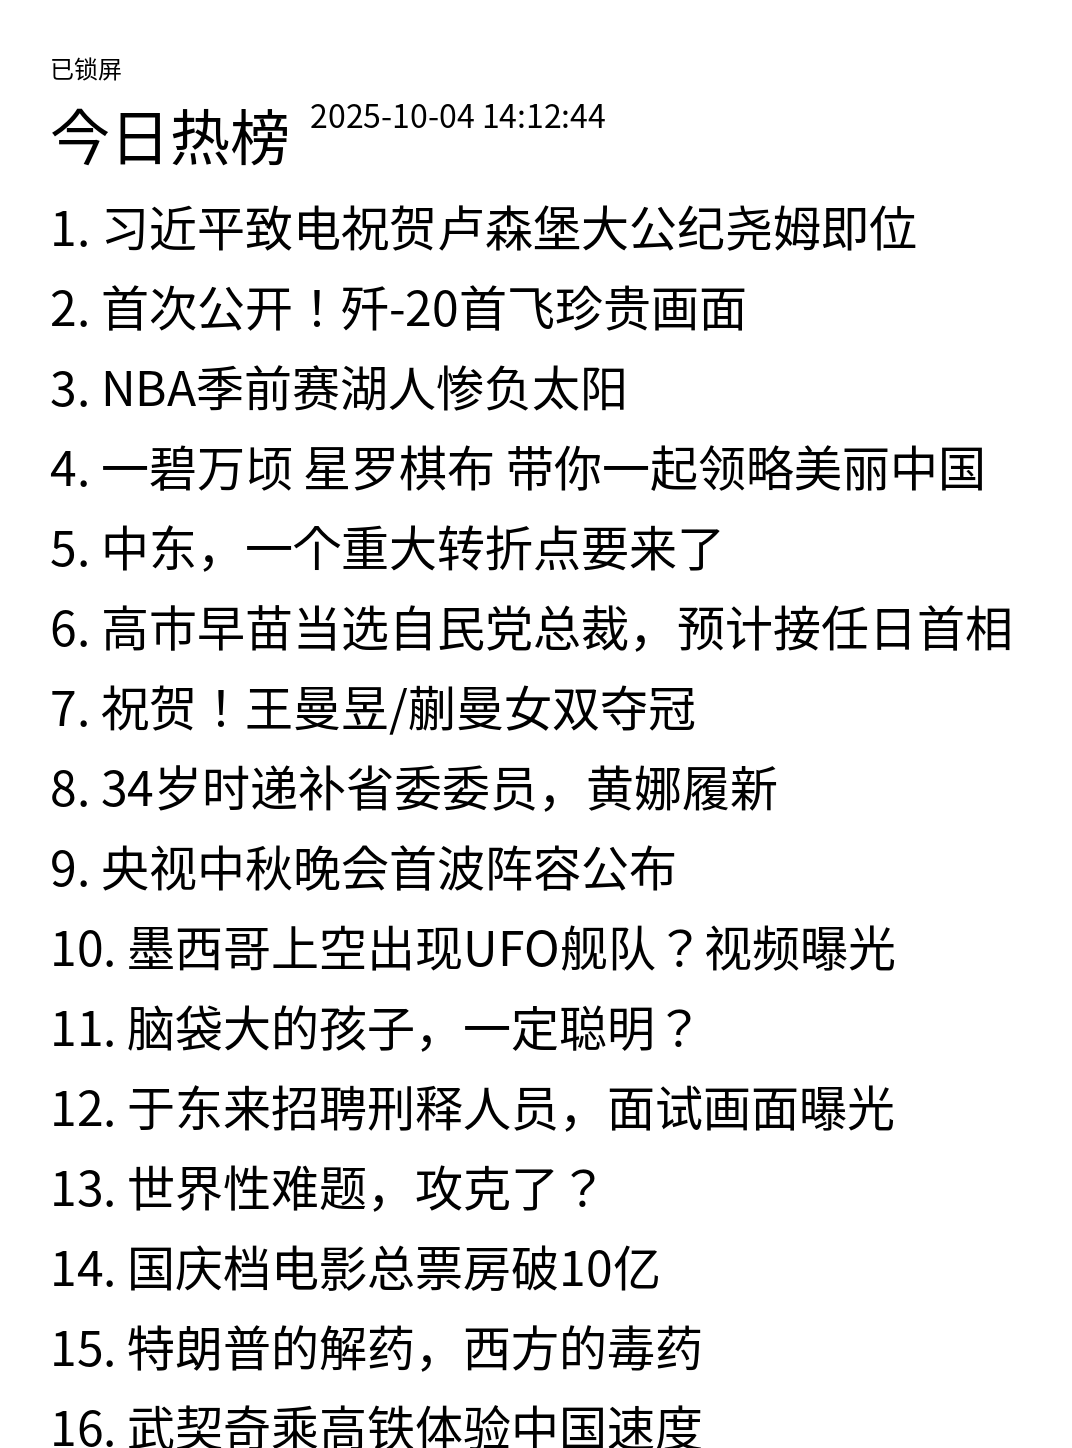 已锁屏
今日热榜 2025-10-04 14:12:44
1. 习近平致电祝贺卢森堡大公纪尧姆即位
2. 首次公开！歼-20首飞珍贵画面
3. NBA季前赛湖人惨负太阳
4. 一碧万顷 星罗棋布 带你一起领略美丽中国
5. 中东，一个重大转折点要来了
6. 高市早苗当选自民党总裁，预计接任日首相
7. 祝贺！王曼昱/蒯曼女双夺冠
8. 34岁时递补省委委员，黄娜履新
9. 央视中秋晚会首波阵容公布
10. 墨西哥上空出现UFO舰队？视频曝光
11. 脑袋大的孩子，一定聪明？
12. 于东来招聘刑释人员，面试画面曝光
13. 世界性难题，攻克了？
14. 国庆档电影总票房破10亿
15. 特朗普的解药，西方的毒药
16. 武契奇乘高铁体验中国速度